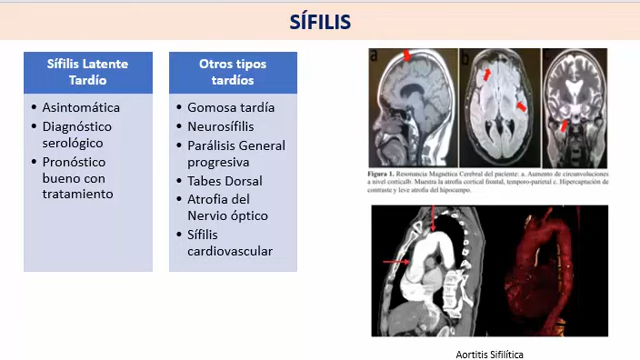 SÍFILIS
Sífilis Latente
Tardío
• Asintomática
• Diagnóstico
serológico
• Pronóstico
bueno con
tratamiento
Otros tipos
tardíos
• Gomosa tardía
• Neurosífilis
• Parálisis General
progresiva
• Tabes Dorsal
• Atrofia del
Nervio óptico
• Sífilis
cardiovascular
a
b
Figura 1. Resonancia Magnética Cerebral del paciente: a. Aumento de circunvoluciones
a nivel corticalb. Muestra la atrofia cortical frontal, temporo-parietal c. Hipercaptación de
contraste y leve atrofia del hipocampo.
Aortitis Sifilítica